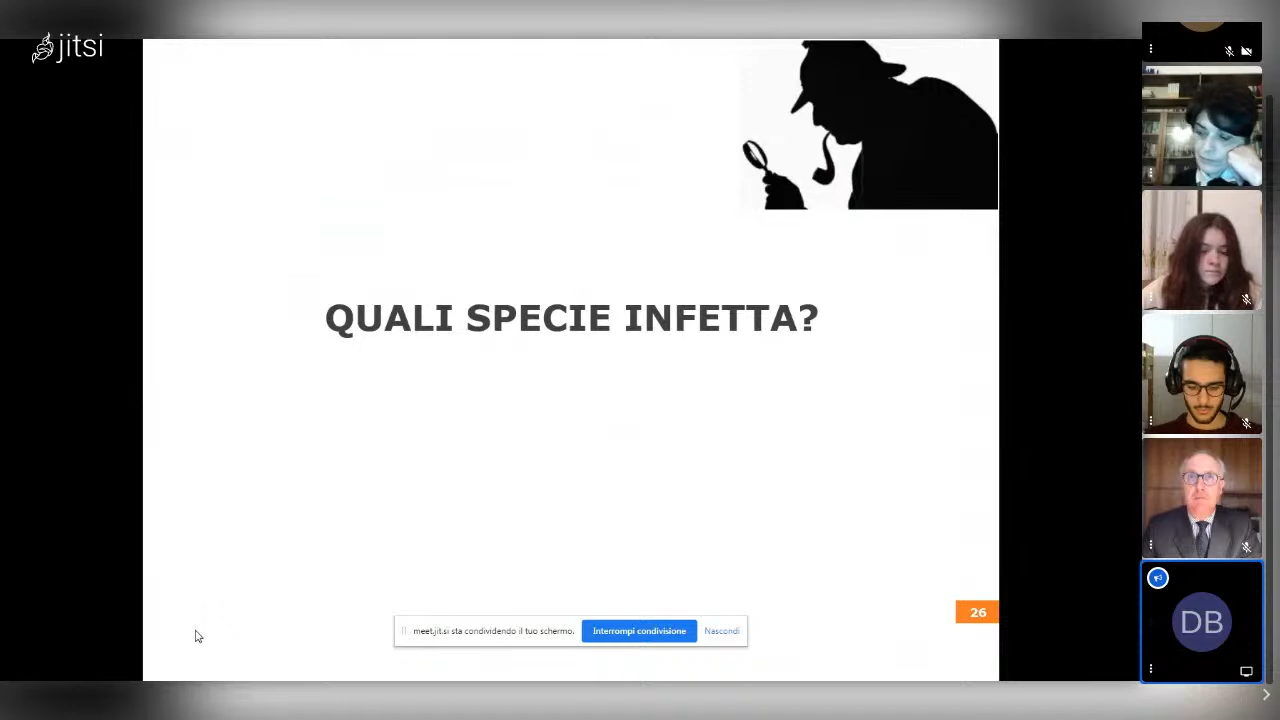 jitsi
QUALI SPECIE INFETTA?
26
meet.jit.si sta condividendo il tuo schermo. Interrompi condivisione Nascondi
DB